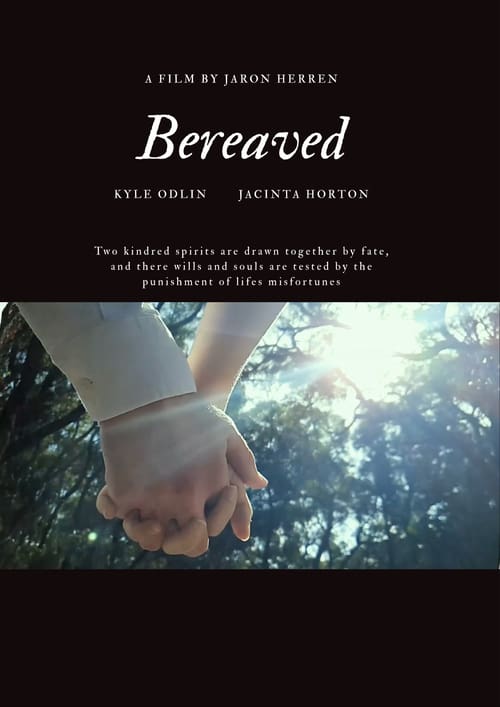 A FILM BY JARON HERREN
Bereaved
KYLE ODLIN JACINTA HORTON
Two kindred spirits are drawn together by fate,
and there wills and souls are tested by the
punishment of lifes misfortunes